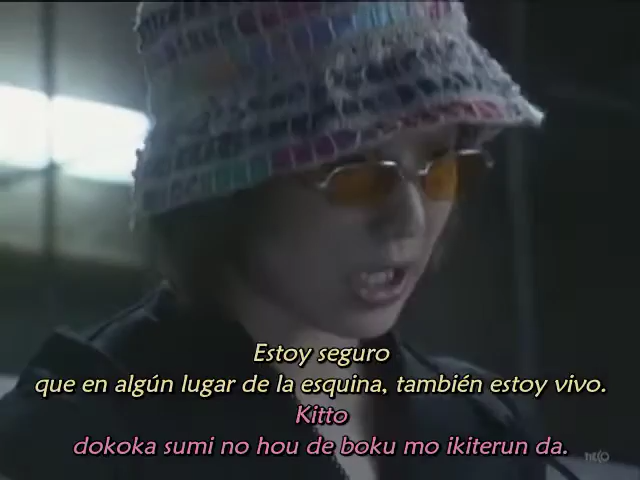 Estoy seguro
que en algún lugar de la esquina, también estoy vivo.
Kitto
dokoka sumi no hou de boku mo ikiterun da.